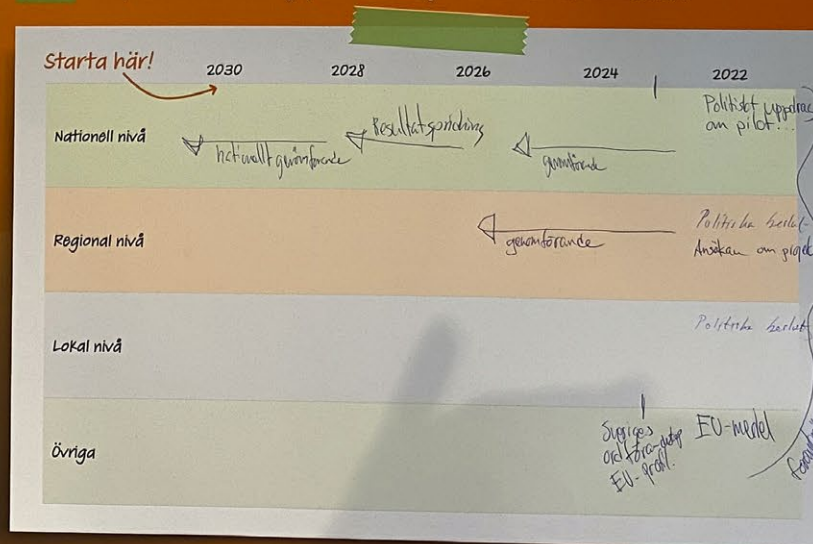 Starta här!
2030 2028 2026 2024 2022
Nationell nivå
Politiskt uppdrag
om pilot...
Resultatspridning
nationellt genomförande
genomförande
Regional nivå
Politiska beslut
Ansökan om projekt
genomförande
Lokal nivå
Politiska beslut
Övriga
Sveriges
EU-
EU-medel